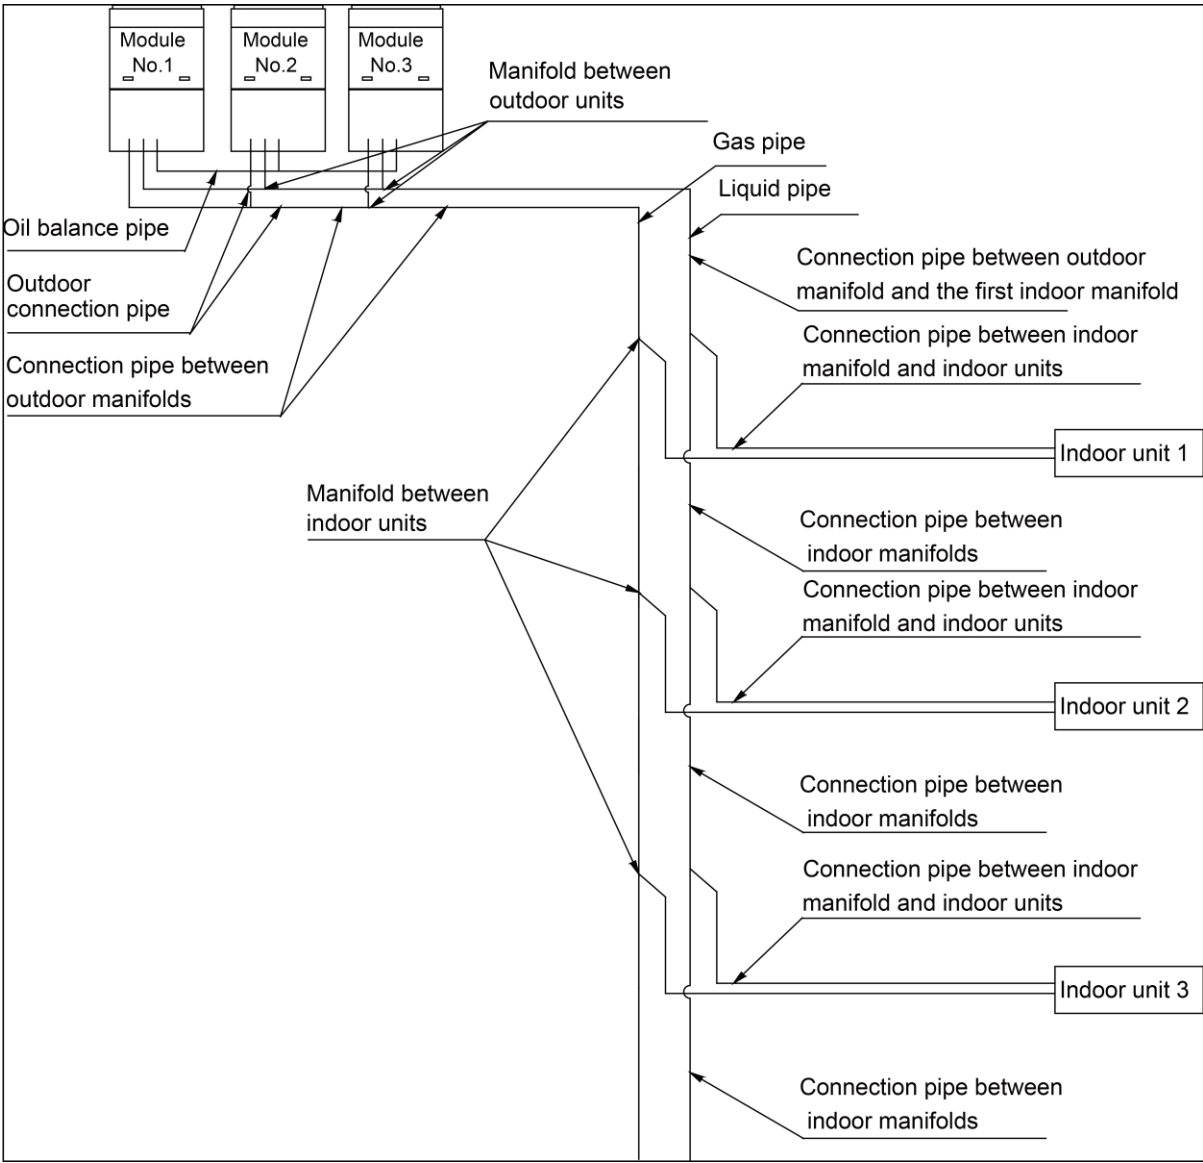 Module
No.1
Module
No.2
Module
No.3
Manifold between
outdoor units
Gas pipe
Liquid pipe
Oil balance pipe
Outdoor
connection pipe
Connection pipe between
outdoor manifolds
Connection pipe between outdoor
manifold and the first indoor manifold
Connection pipe between indoor
manifold and indoor units
Indoor unit 1
Manifold between
indoor units
Connection pipe between
indoor manifolds
Connection pipe between indoor
manifold and indoor units
Indoor unit 2
Connection pipe between
indoor manifolds
Connection pipe between indoor
manifold and indoor units
Indoor unit 3
Connection pipe between
indoor manifolds